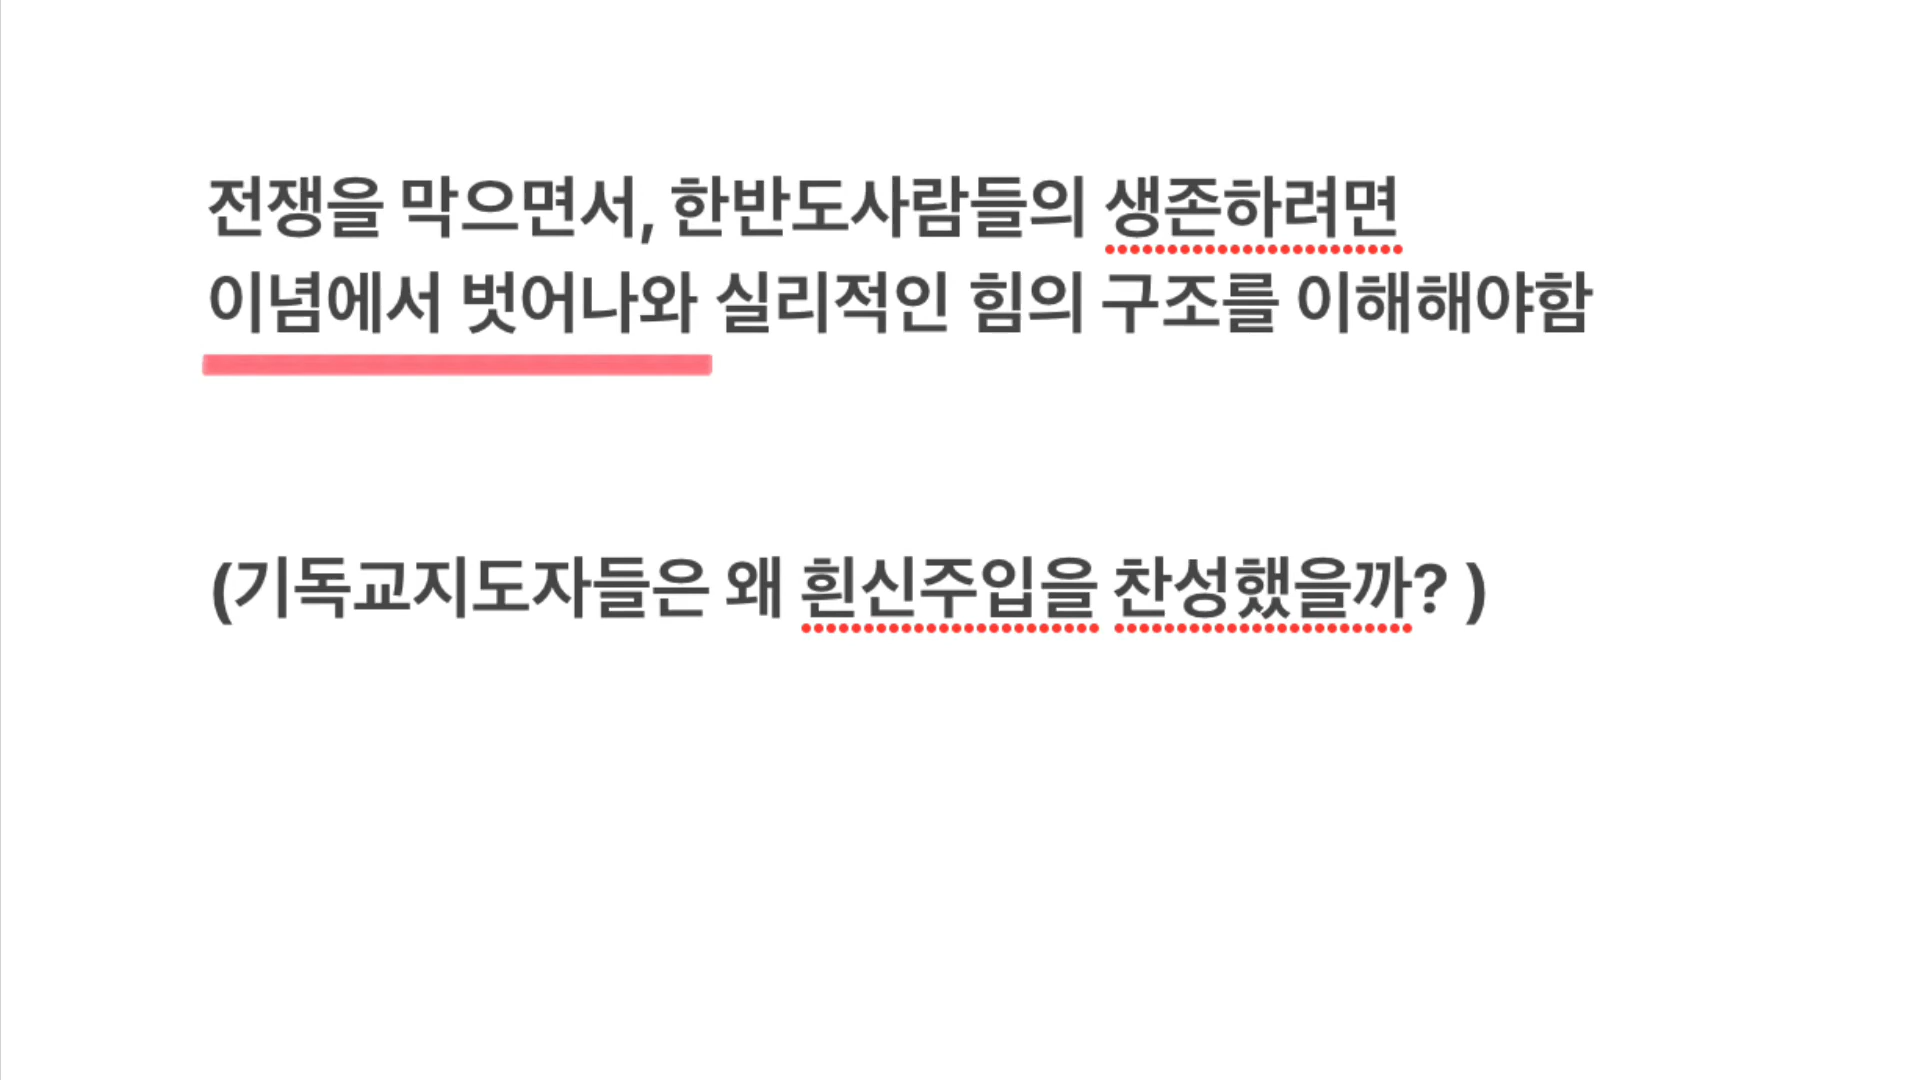 전쟁을 막으면서, 한반도사람들의 생존하려면
이념에서 벗어나와 실리적인 힘의 구조를 이해해야함
(기독교지도자들은 왜 흰신주입을 찬성했을까? )